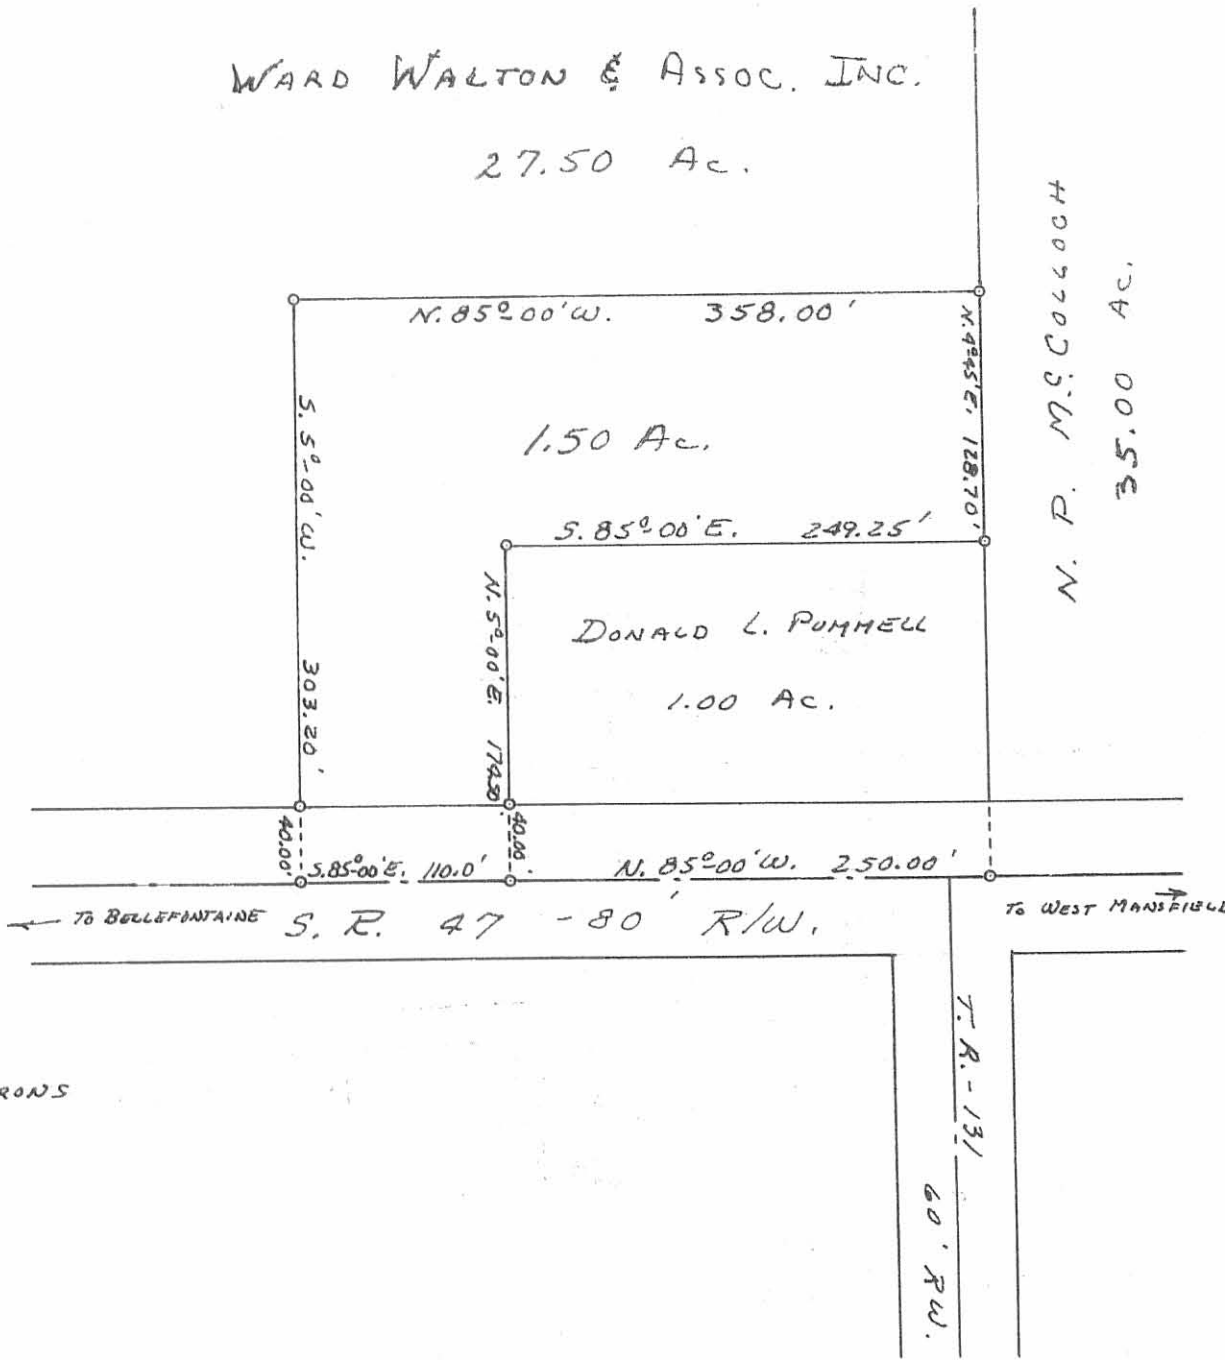 WARD WALTON & ASSOC. INC.
27.50 Ac.
N. P. McCOLLOCH
35.00 Ac.
N. 85°-00' W. 358.00'
N. 4°-45' E. 128.70'
S. 5°-00' W. 303.20'
1.50 Ac.
S. 85°-00' E. 249.25'
N. 5°-00' E. 174.50'
DONALD L. PUMMELL
1.00 Ac.
40.00'
40.00'
S. 85°-00' E. 110.0'
N. 85°-00' W. 250.00'
TO BELLEFONTAINE
S. R. 47 - 80' R/W.
TO WEST MANSFIELD
T. R. - 131
60' RW.
RONS